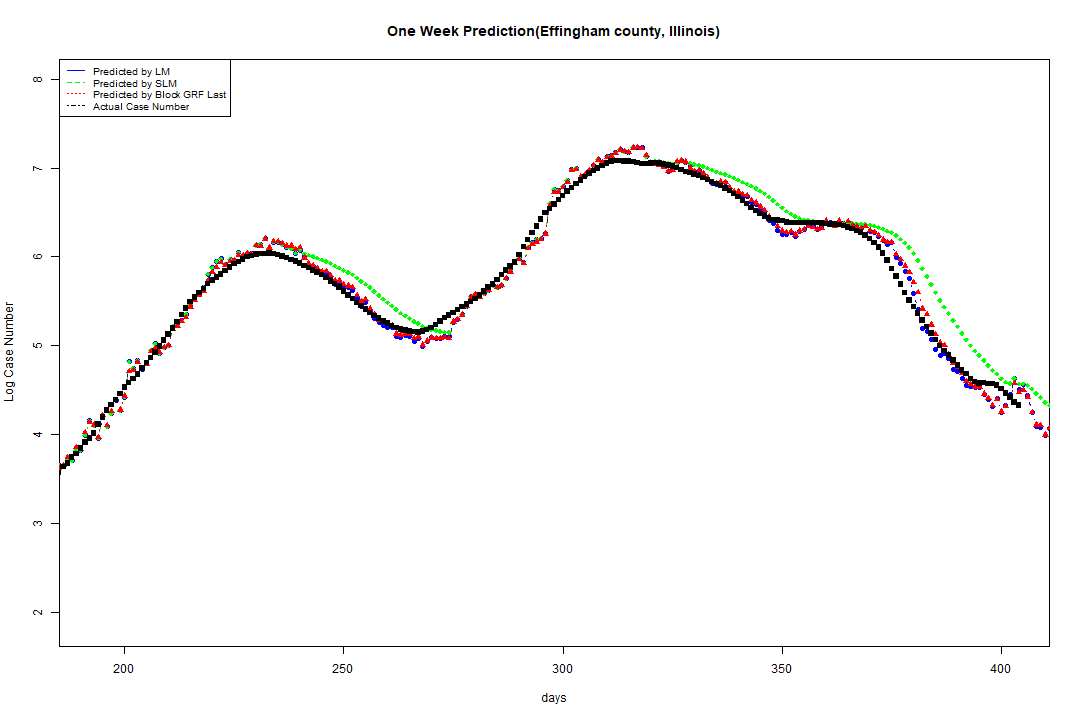 One Week Prediction(Effingham county, Illinois)
Predicted by LM
Predicted by SLM
Predicted by Block GRF Last
Actual Case Number
Log Case Number
8
7
6
5
4
3
2
200 250 300 350 400
days